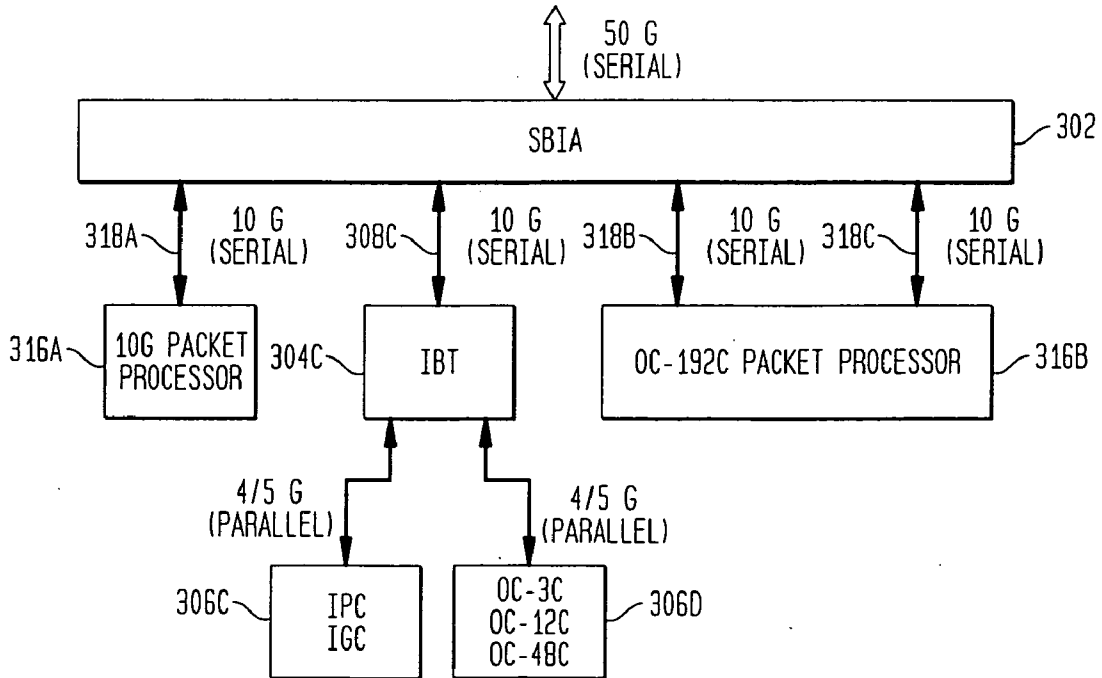 50 G
(SERIAL)
SBIA
302
318A
10 G
(SERIAL)
308C
10 G
(SERIAL)
318B
10 G
(SERIAL)
318C
10 G
(SERIAL)
316A
10G PACKET
PROCESSOR
304C
IBT
OC-192C PACKET PROCESSOR
316B
4/5 G
(PARALLEL)
4/5 G
(PARALLEL)
306C
IPC
IGC
OC-3C
OC-12C
OC-48C
306D